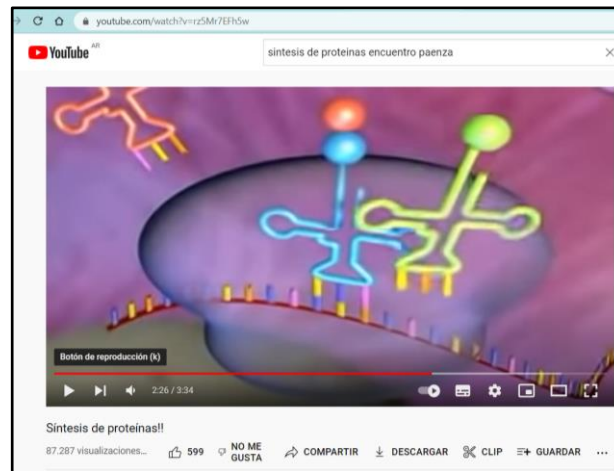 youtube.com/watch?v=rz5Mr7EFh5w
YouTube AR
sintesis de proteinas encuentro paenza
Botón de reproducción (k)
2:26 / 3:34
Síntesis de proteínas!!
87.287 visualizaciones... 599 NO ME GUSTA COMPARTIR DESCARGAR CLIP GUARDAR ...